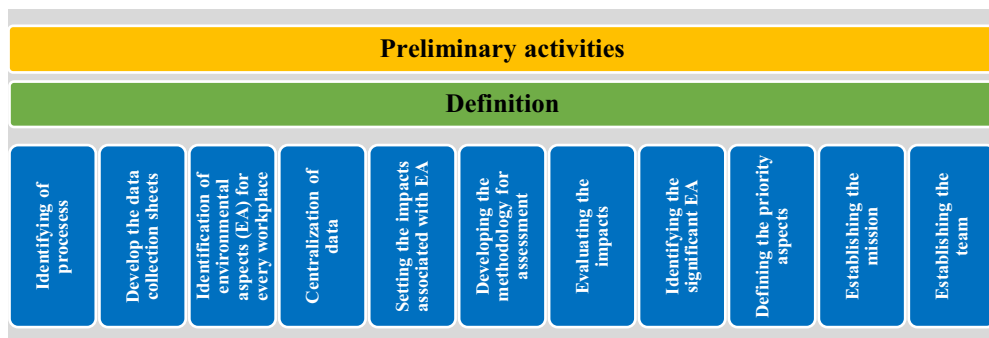 Preliminary activities
Definition
Identifying of
process
Develop the data
collection sheets
Identification of
environmental
aspects (EA) for
every workplace
Centralization of
data
Setting the impacts
associated with EA
Developing the
methodology for
assessment
Evaluating the
impacts
Identifying the
significant EA
Defining the priority
aspects
Establishing the
mission
Establishing the
team